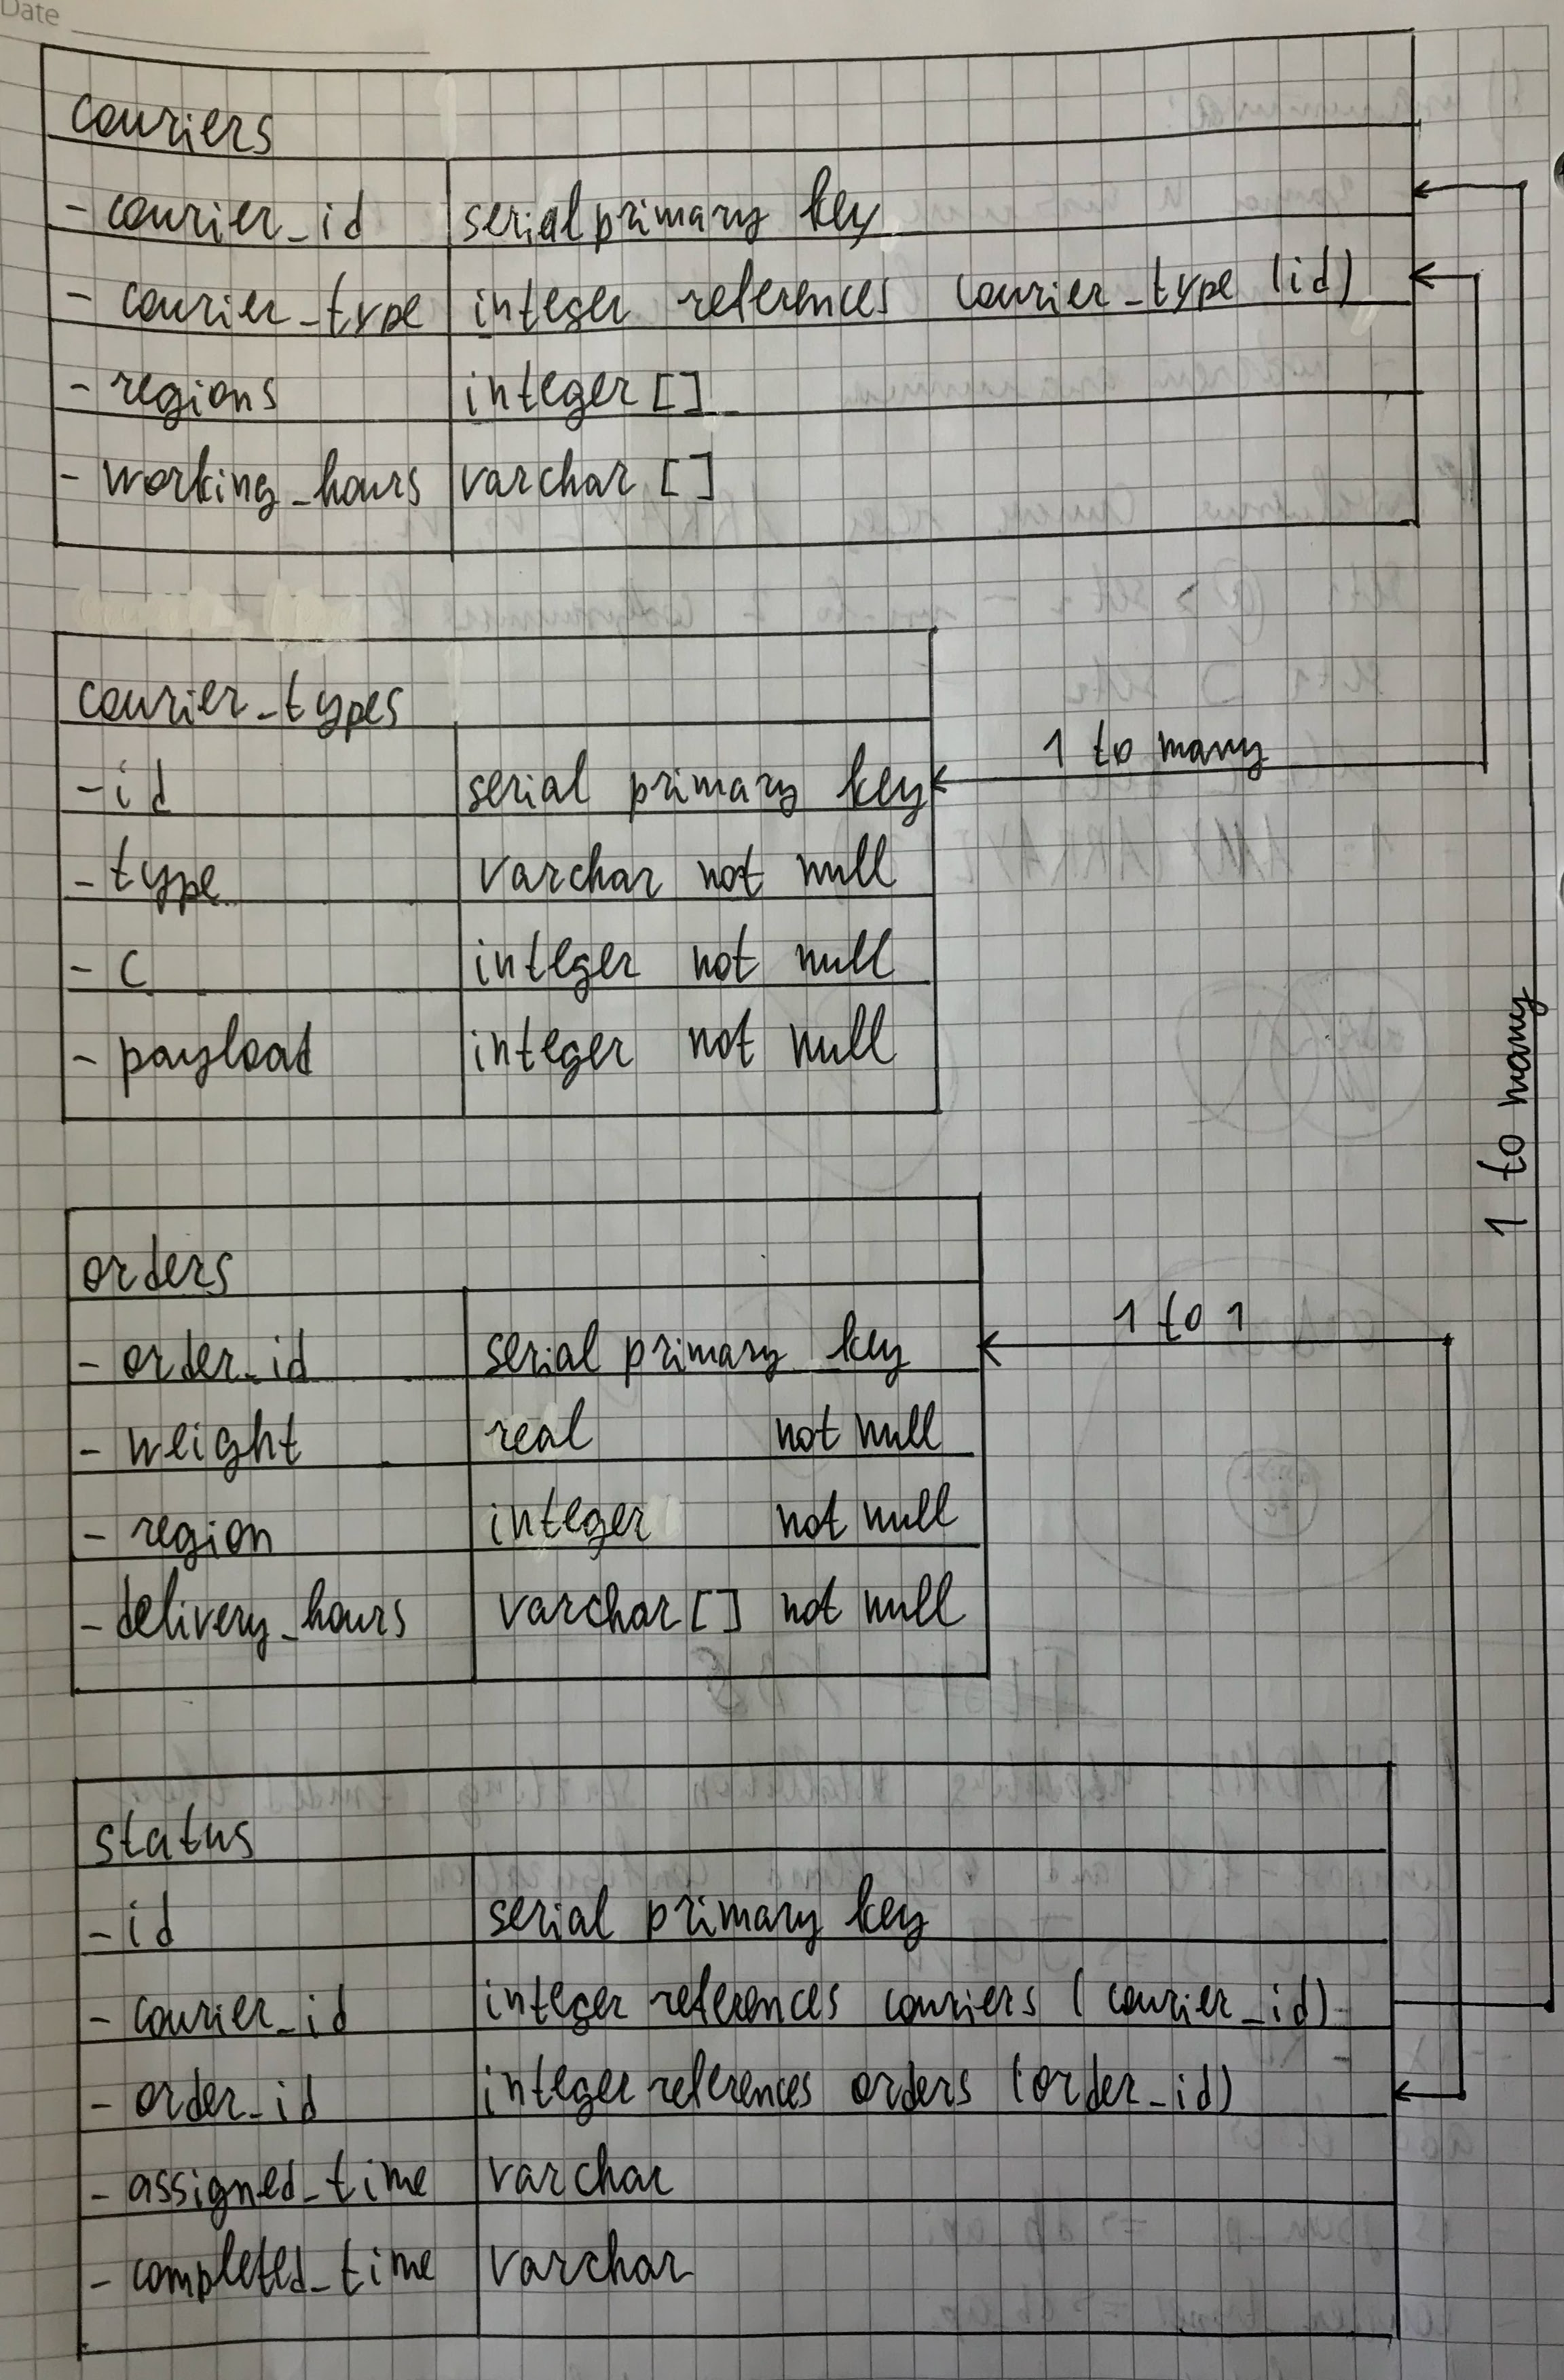 Date
couriers
- courier_id serial primary key
- courier_type integer references courier_type (id)
- regions integer []
- working_hours varchar []
courier_types
- id serial primary key
1 to many
- type varchar not null
- c integer not null
- payload integer not null
1 to many
orders
- order_id serial primary key
1 to 1
- weight real not null
- region integer not null
- delivery_hours varchar [] not null
status
- id serial primary key
- courier_id integer references couriers (courier_id)
- order_id integer references orders (order_id)
- assigned_time varchar
- completed_time varchar